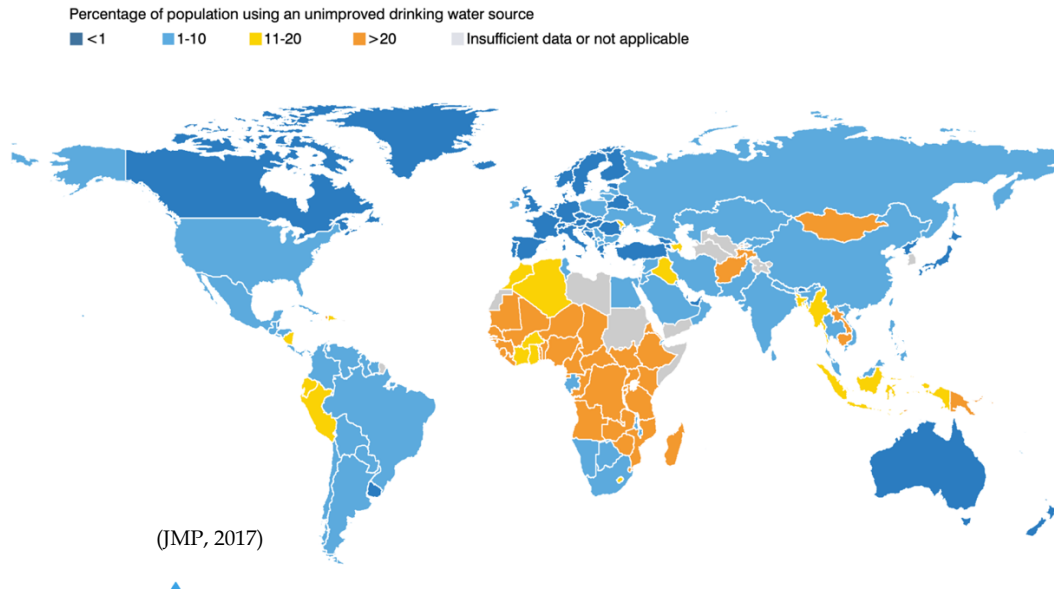 Percentage of population using an unimproved drinking water source
<1 1-10 11-20 >20 Insufficient data or not applicable
(JMP, 2017)